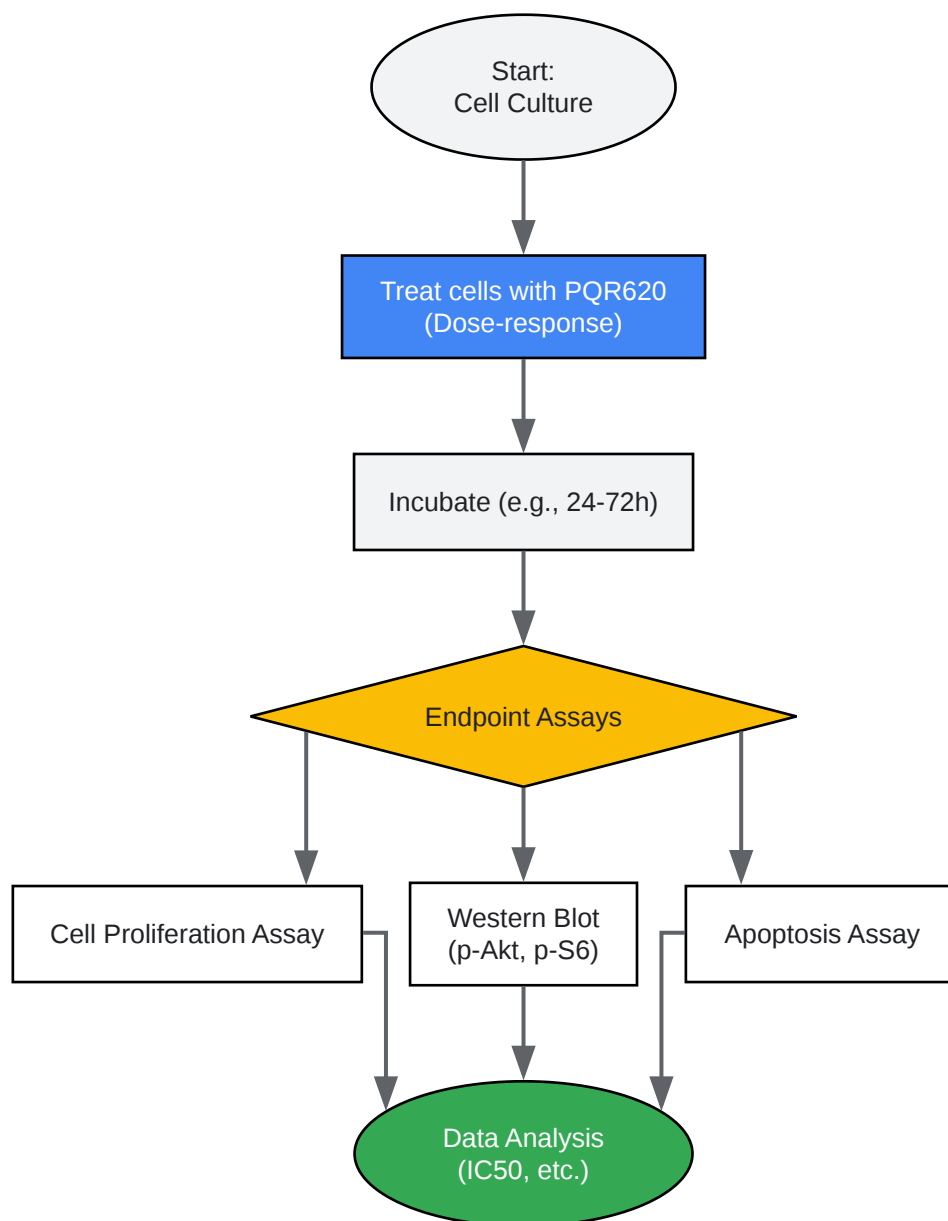 Start:
Cell Culture
Treat cells with PQR620
(Dose-response)
Incubate (e.g., 24-72h)
Endpoint Assays
Cell Proliferation Assay
Western Blot
(p-Akt, p-S6)
Apoptosis Assay
Data Analysis
(IC50, etc.)